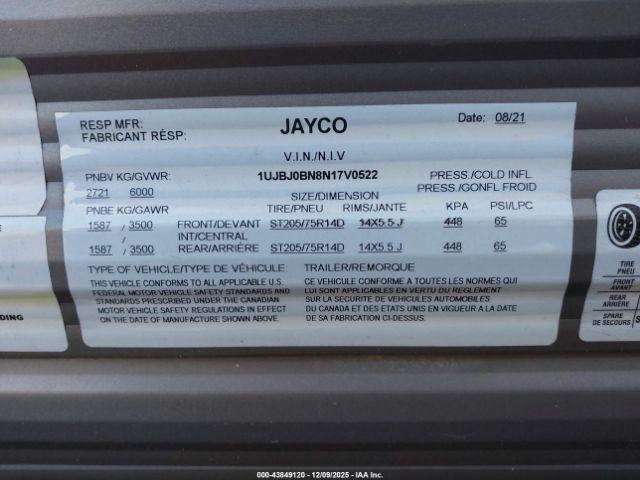 RESP MFR: JAYCO Date: 08/21
FABRICANT RÉSP:
V.I.N./N.I.V
PNBV KG/GVWR: 1UJBJ0BN8N17V0522 PRESS./COLD INFL
2721 / 6000 SIZE/DIMENSION PRESS./GONFL FROID
PNBE KG/GAWR TIRE/PNEU RIMS/JANTE KPA PSI/LPC
1587 / 3500 FRONT/DEVANT ST205/75R14D 14X5.5 J 448 65
/ INT/CENTRAL
1587 / 3500 REAR/ARRIÈRE ST205/75R14D 14X5.5 J 448 65
TYPE OF VEHICLE/TYPE DE VÉHICULE: TRAILER/REMORQUE
THIS VEHICLE CONFORMS TO ALL APPLICABLE U.S.
FEDERAL MOTOR VEHICLE SAFETY STANDARDS AND
STANDARDS PRESCRIBED UNDER THE CANADIAN
MOTOR VEHICLE SAFETY REGULATIONS IN EFFECT
ON THE DATE OF MANUFACTURE SHOWN ABOVE.
CE VÉHICULE CONFORME A TOUTES LES NORMES QUI
LUI SONT APPLICABLES EN VERTU DU REGLEMENT
SUR LA SECURITE DE VEHICULES AUTOMOBILES
DU CANADA ET DES ETATS UNIS EN VIGUEUR A LA DATE
DE SA FABRICATION CI-DESSUS.
DING
TIRE
PNEU
FRONT
AVANT
REAR
ARRIÈRE
SPARE
DE SECOURS
000-43849120 - 12/09/2025 - IAA Inc.